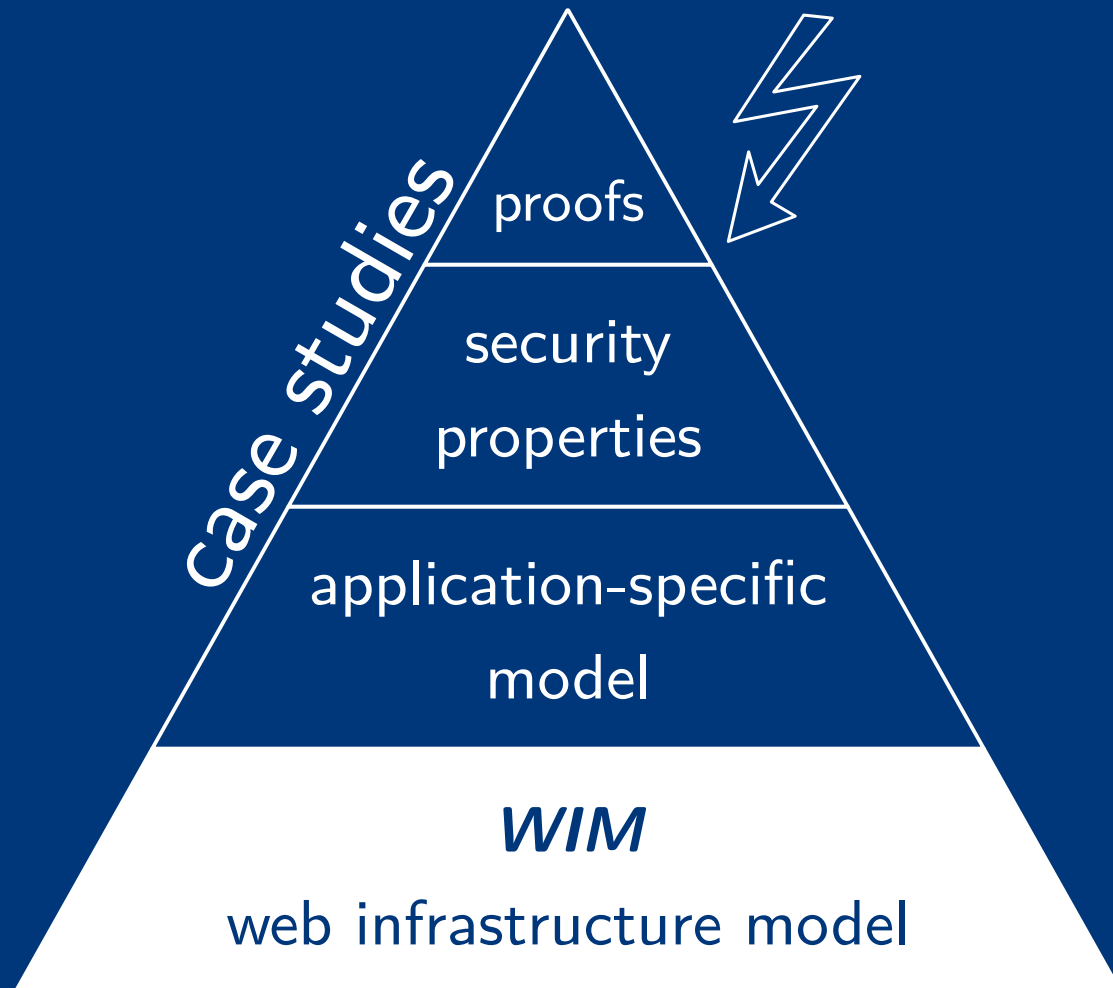 case studies
proofs
security
properties
application-specific
model
WIM
web infrastructure model